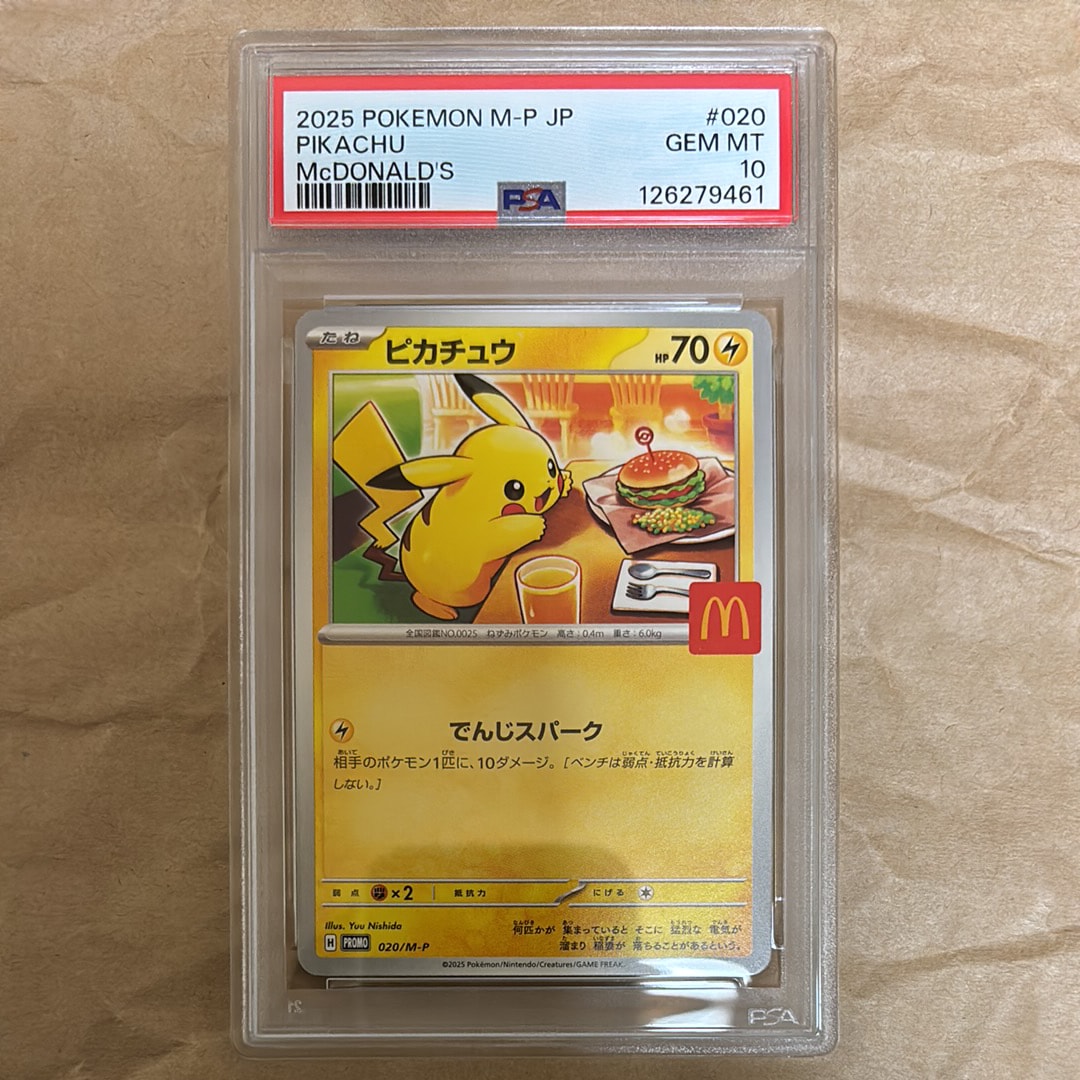 2025 POKEMON M-P JP #020
PIKACHU GEM MT
McDONALD'S 10
PSA 126279461
たね ピカチュウ HP 70
M
全国図鑑NO.0025 ねずみポケモン 高さ:0.4m 重さ:6.0kg
でんじスパーク
相手のポケモン1匹に、10ダメージ。[ベンチは弱点・抵抗力を計算
しない。]
弱点 ×2 抵抗力 にげる
Illus. Yuu Nishida
何匹かが 集まっていると そこに 猛烈な 電気が
溜まり 稲妻が 落ちることがあるという。
H PROMO 020/M-P
©2025 Pokémon/Nintendo/Creatures/GAME FREAK.
PSA